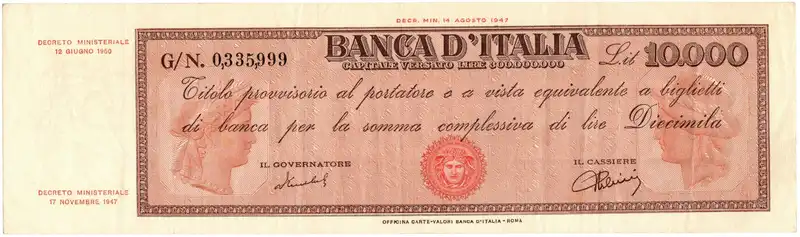 DECR. MIN. 14 AGOSTO 1947
DECRETO MINISTERIALE
12 GIUGNO 1950
G/N. 0,335,999
BANCA D'ITALIA
CAPITALE VERSATO LIRE 300.000.000
Lit 10.000
Titolo provvisorio al portatore e a vista equivalente a biglietti
di banca per la somma complessiva di lire Diecimila
IL GOVERNATORE
IL CASSIERE
DECRETO MINISTERIALE
17 NOVEMBRE 1947
OFFICINA CARTE-VALORI BANCA D'ITALIA - ROMA